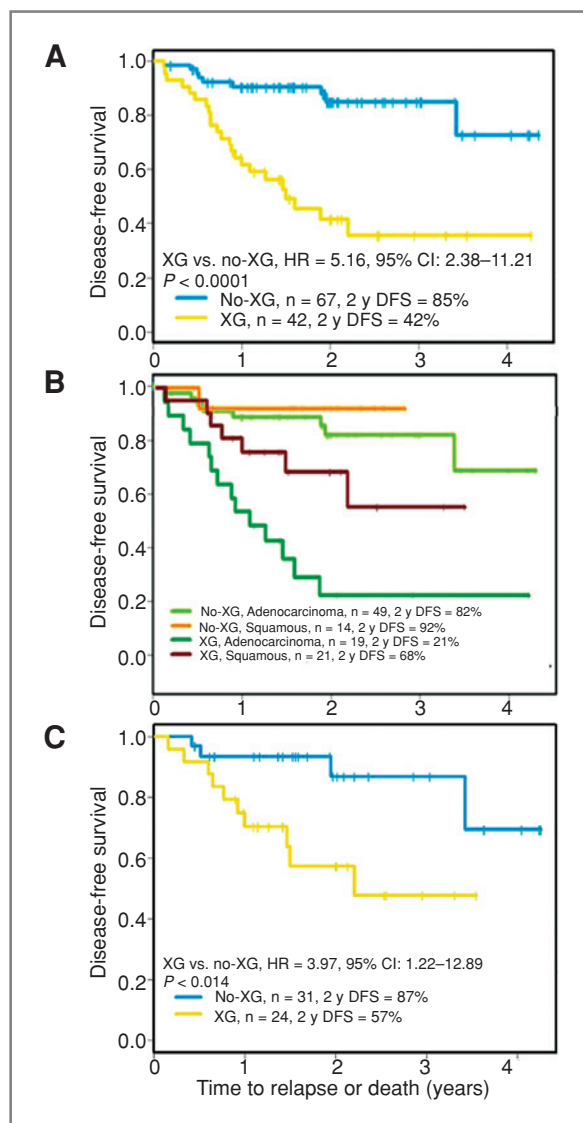 A
Disease-free survival
1.0
0.8
0.6
0.4
0.2
0.0
XG vs. no-XG, HR = 5.16, 95% CI: 2.38–11.21
P < 0.0001
No-XG, n = 67, 2 y DFS = 85%
XG, n = 42, 2 y DFS = 42%
0 1 2 3 4
B
Disease-free survival
1.0
0.8
0.6
0.4
0.2
0.0
No-XG, Adenocarcinoma, n = 49, 2 y DFS = 82%
No-XG, Squamous, n = 14, 2 y DFS = 92%
XG, Adenocarcinoma, n = 19, 2 y DFS = 21%
XG, Squamous, n = 21, 2 y DFS = 68%
0 1 2 3 4
C
Disease-free survival
1.0
0.8
0.6
0.4
0.2
0.0
XG vs. no-XG, HR = 3.97, 95% CI: 1.22–12.89
P < 0.014
No-XG, n = 31, 2 y DFS = 87%
XG, n = 24, 2 y DFS = 57%
0 1 2 3 4
Time to relapse or death (years)